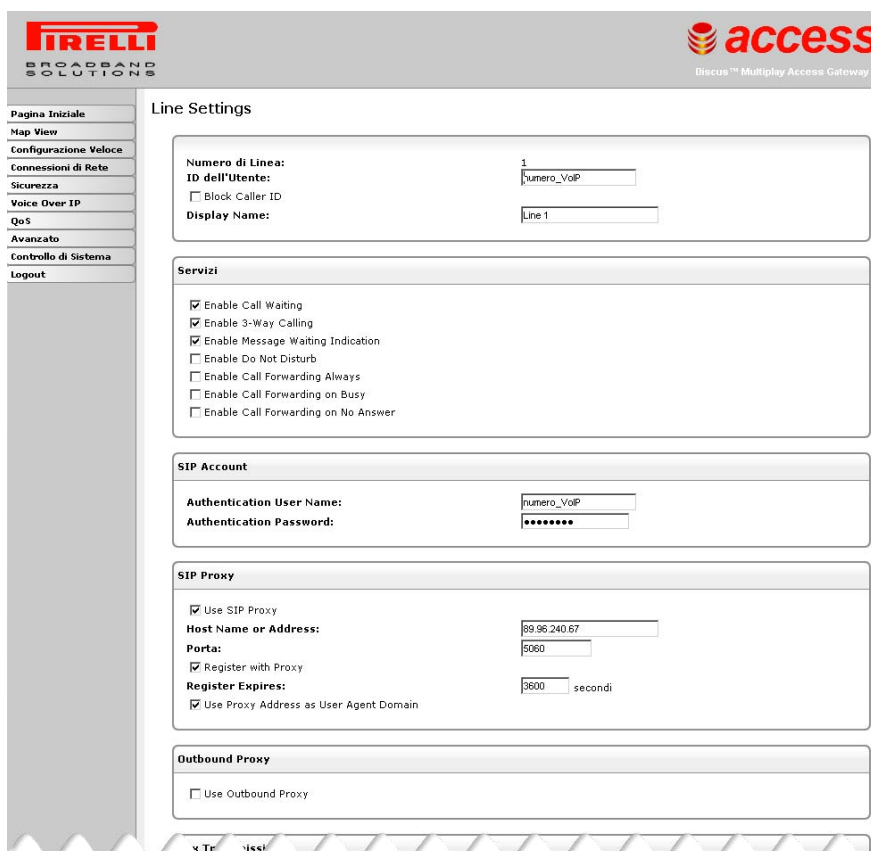 PIRELLI
BROADBAND
SOLUTIONS
access
Discus™ Multiplay Access Gateway
Pagina Iniziale
Map View
Configurazione Veloce
Connessioni di Rete
Sicurezza
Voice Over IP
QoS
Avanzato
Controllo di Sistema
Logout
Line Settings
Numero di Linea: 1
ID dell'Utente: numero_VoIP
Block Caller ID
Display Name: Line 1
Servizi
Enable Call Waiting
Enable 3-Way Calling
Enable Message Waiting Indication
Enable Do Not Disturb
Enable Call Forwarding Always
Enable Call Forwarding on Busy
Enable Call Forwarding on No Answer
SIP Account
Authentication User Name: numero_VoIP
Authentication Password: ●●●●●●●●
SIP Proxy
Use SIP Proxy
Host Name or Address: 89.96.240.67
Porta: 5060
Register with Proxy
Register Expires: 3600 secondi
Use Proxy Address as User Agent Domain
Outbound Proxy
Use Outbound Proxy